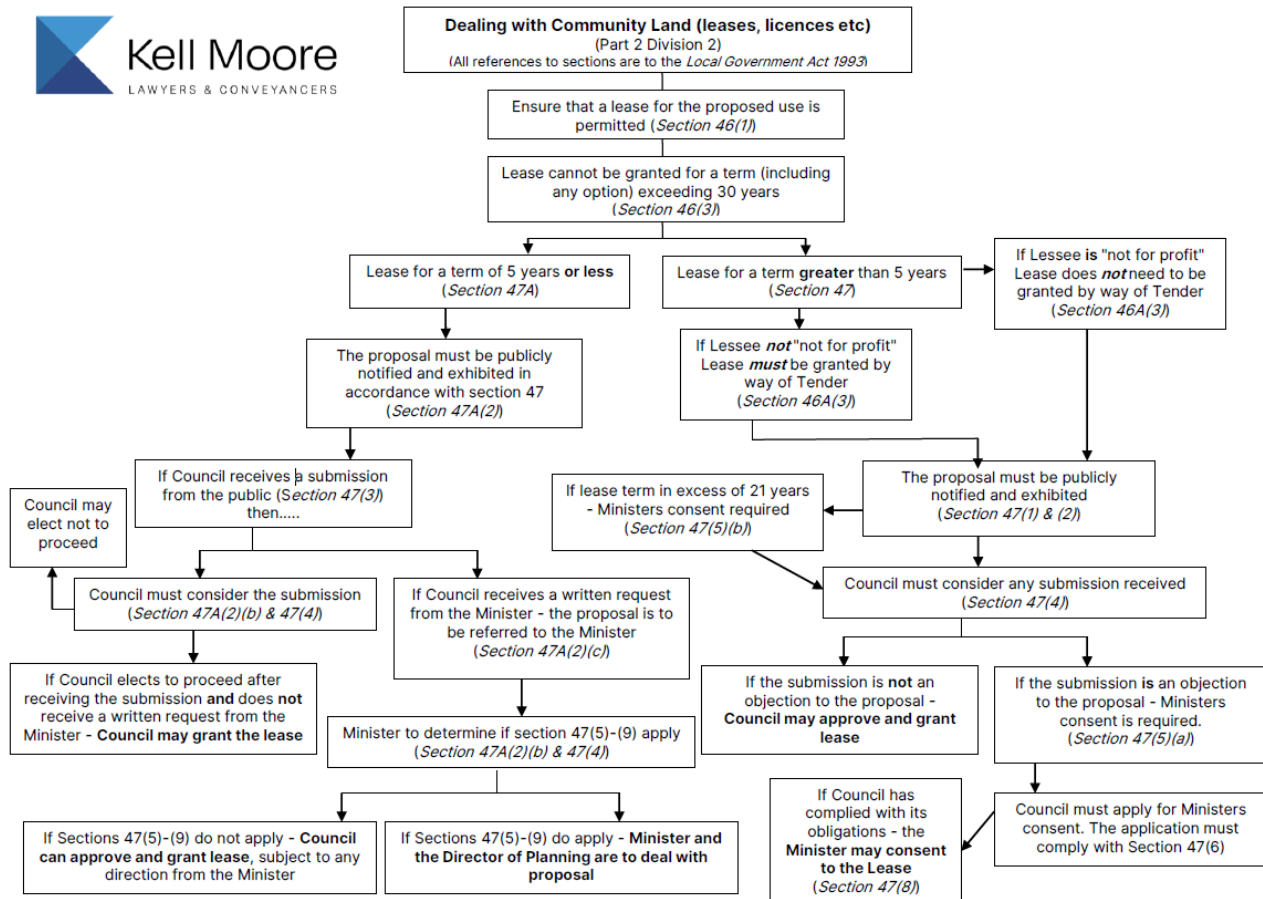 Kell Moore
LAWYERS & CONVEYANCERS
Dealing with Community Land (leases, licences etc)
(Part 2 Division 2)
(All references to sections are to the Local Government Act 1993)
Ensure that a lease for the proposed use is
permitted (Section 46(1))
Lease cannot be granted for a term (including
any option) exceeding 30 years
(Section 46(3))
Lease for a term of 5 years or less
(Section 47A)
Lease for a term greater than 5 years
(Section 47)
If Lessee is "not for profit"
Lease does not need to be
granted by way of Tender
(Section 46A(3))
The proposal must be publicly
notified and exhibited in
accordance with section 47
(Section 47A(2))
If Lessee not "not for profit"
Lease must be granted by
way of Tender
(Section 46A(3))
If Council receives a submission
from the public (Section 47(3))
then.....
Council may
elect not to
proceed
If lease term in excess of 21 years
- Ministers consent required
(Section 47(5)(b))
The proposal must be publicly
notified and exhibited
(Section 47(1) & (2))
Council must consider the submission
(Section 47A(2)(b) & 47(4))
If Council receives a written request
from the Minister - the proposal is to
be referred to the Minister
(Section 47A(2)(c))
Council must consider any submission received
(Section 47(4))
If Council elects to proceed after
receiving the submission and does not
receive a written request from the
Minister - Council may grant the lease
Minister to determine if section 47(5)-(9) apply
(Section 47A(2)(b) & 47(4))
If the submission is not an
objection to the proposal -
Council may approve and grant
lease
If the submission is an objection
to the proposal - Ministers
consent is required.
(Section 47(5)(a))
If Sections 47(5)-(9) do not apply - Council
can approve and grant lease, subject to any
direction from the Minister
If Sections 47(5)-(9) do apply - Minister
and the Director of Planning are to deal with
proposal
If Council has
complied with its
obligations - the
Minister may consent
to the Lease
(Section 47(8))
Council must apply for Ministers
consent. The application must
comply with Section 47(6)